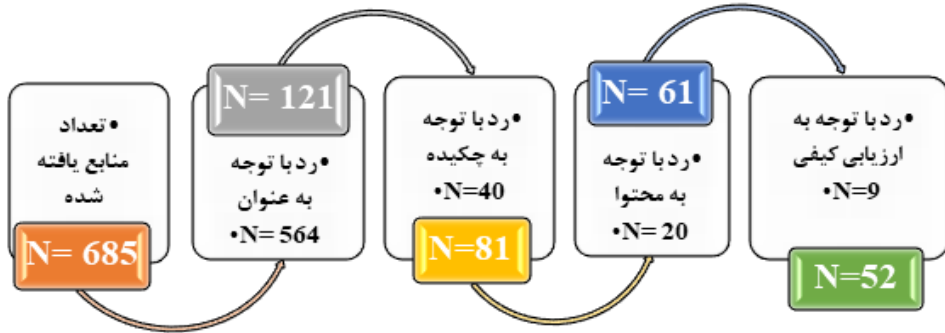 • تعداد
منابع یافته
شده
N= 685
N= 121
• رد با توجه
به عنوان
•N= 564
• رد با توجه
به چکیده
•N=40
N=81
N= 61
• رد با توجه
به محتوا
•N= 20
• رد با توجه به
ارزیابی کیفی
•N=9
N=52